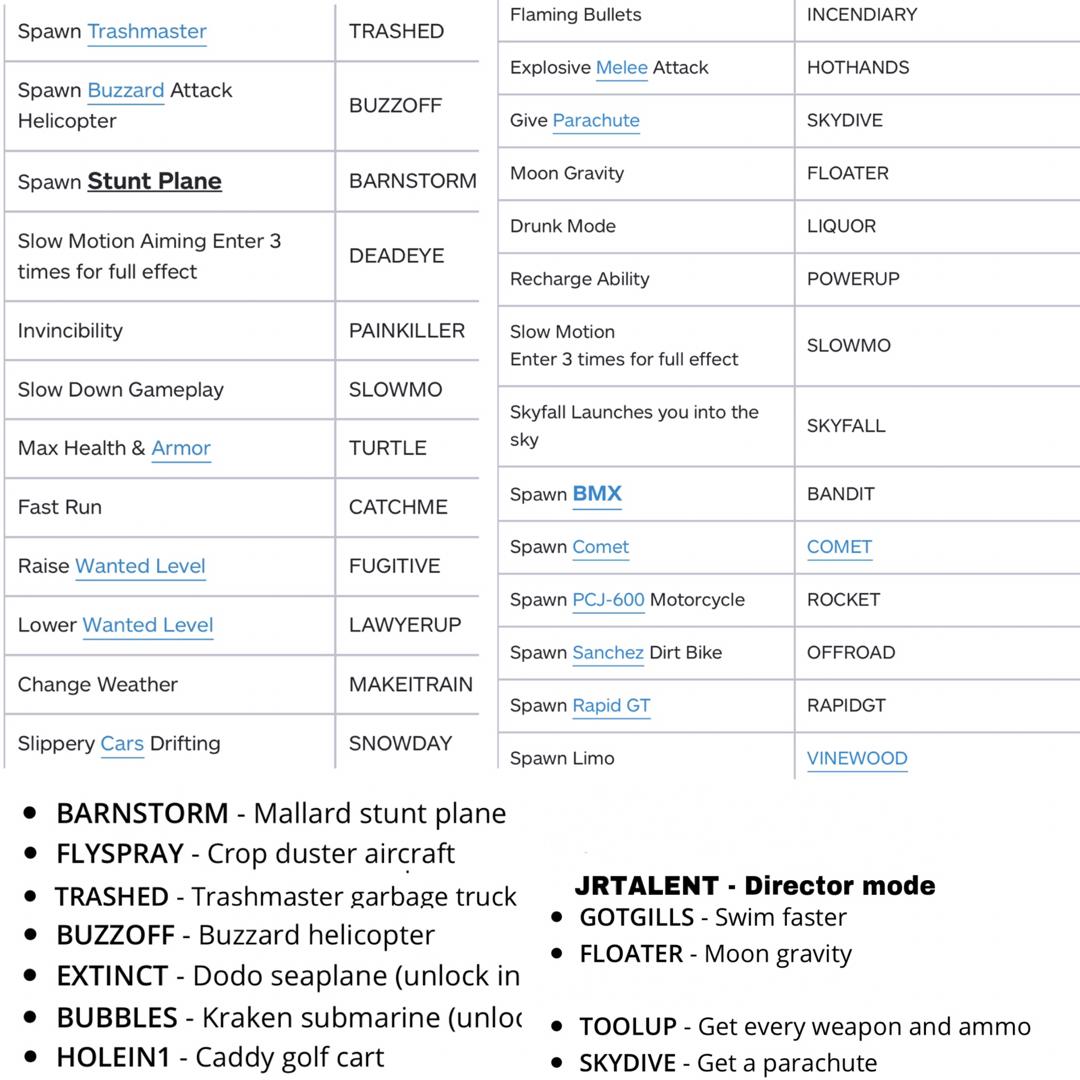 Spawn Trashmaster TRASHED
Spawn Buzzard Attack
Helicopter BUZZOFF
Spawn Stunt Plane BARNSTORM
Slow Motion Aiming Enter 3
times for full effect DEADEYE
Invincibility PAINKILLER
Slow Down Gameplay SLOWMO
Max Health & Armor TURTLE
Fast Run CATCHME
Raise Wanted Level FUGITIVE
Lower Wanted Level LAWYERUP
Change Weather MAKEITRAIN
Slippery Cars Drifting SNOWDAY
Flaming Bullets INCENDIARY
Explosive Melee Attack HOTHANDS
Give Parachute SKYDIVE
Moon Gravity FLOATER
Drunk Mode LIQUOR
Recharge Ability POWERUP
Slow Motion
Enter 3 times for full effect SLOWMO
Skyfall Launches you into the
sky SKYFALL
Spawn BMX BANDIT
Spawn Comet COMET
Spawn PCJ-600 Motorcycle ROCKET
Spawn Sanchez Dirt Bike OFFROAD
Spawn Rapid GT RAPIDGT
Spawn Limo VINEWOOD
• BARNSTORM - Mallard stunt plane
• FLYSPRAY - Crop duster aircraft
• TRASHED - Trashmaster garbage truck
• BUZZOFF - Buzzard helicopter
• EXTINCT - Dodo seaplane (unlock in
• BUBBLES - Kraken submarine (unloc
• HOLEIN1 - Caddy golf cart
JRTALENT - Director mode
• GOTGILLS - Swim faster
• FLOATER - Moon gravity
• TOOLUP - Get every weapon and ammo
• SKYDIVE - Get a parachute